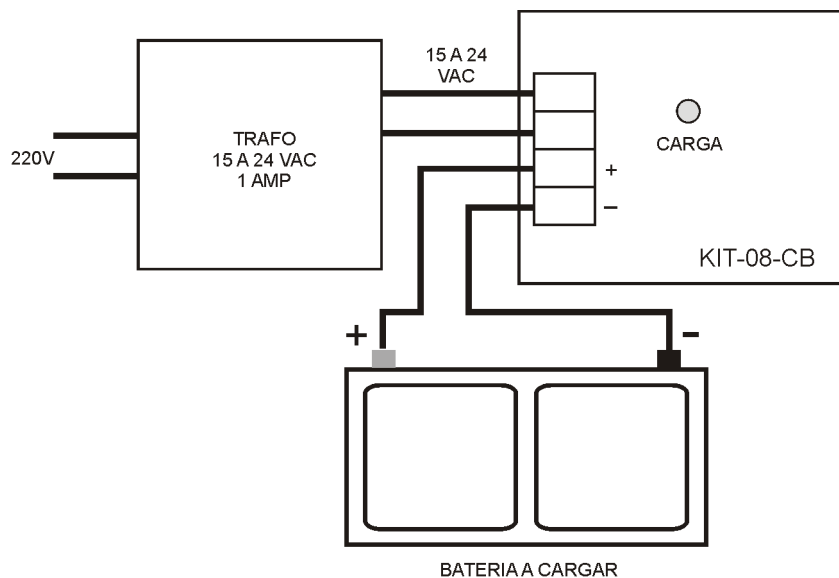 15 A 24
VAC
220V
TRAFO
15 A 24 VAC
1 AMP
CARGA
+
−
KIT-08-CB
+
-
BATERIA A CARGAR